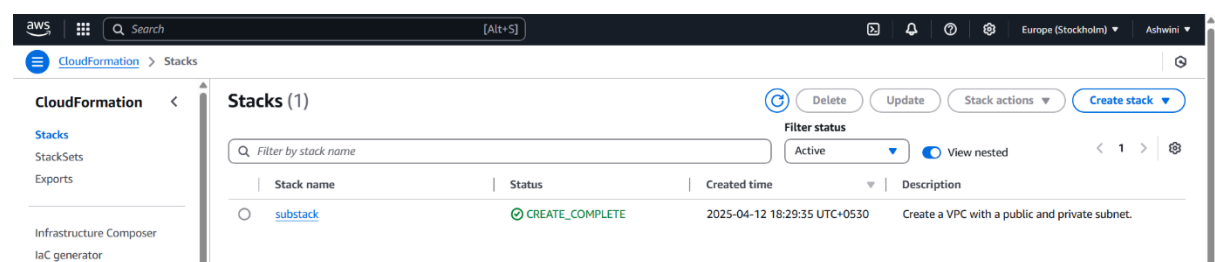 aws Search [Alt+S] Europe (Stockholm) Ashwini
CloudFormation > Stacks
CloudFormation
Stacks
StackSets
Exports
Infrastructure Composer
IaC generator
Stacks (1)
Delete Update Stack actions Create stack
Filter status
Filter by stack name Active View nested 1
Stack name Status Created time Description
substack CREATE_COMPLETE 2025-04-12 18:29:35 UTC+0530 Create a VPC with a public and private subnet.